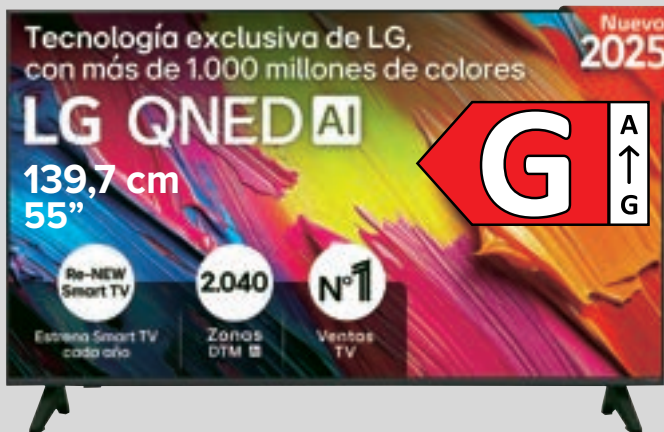 Nuevo
2025
Tecnología exclusiva de LG,
con más de 1.000 millones de colores
LG QNED AI
139,7 cm
55”
G
A
↑
G
Re-NEW
Smart TV
Estrena Smart TV
cada año
2.040
Zonas
DTM
Nº1
Ventas
TV